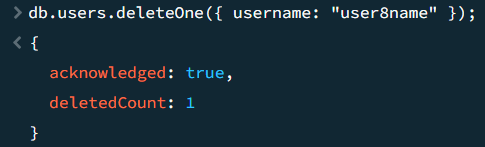 > db.users.deleteOne({ username: "user8name" });
< {
acknowledged: true,
deletedCount: 1
}